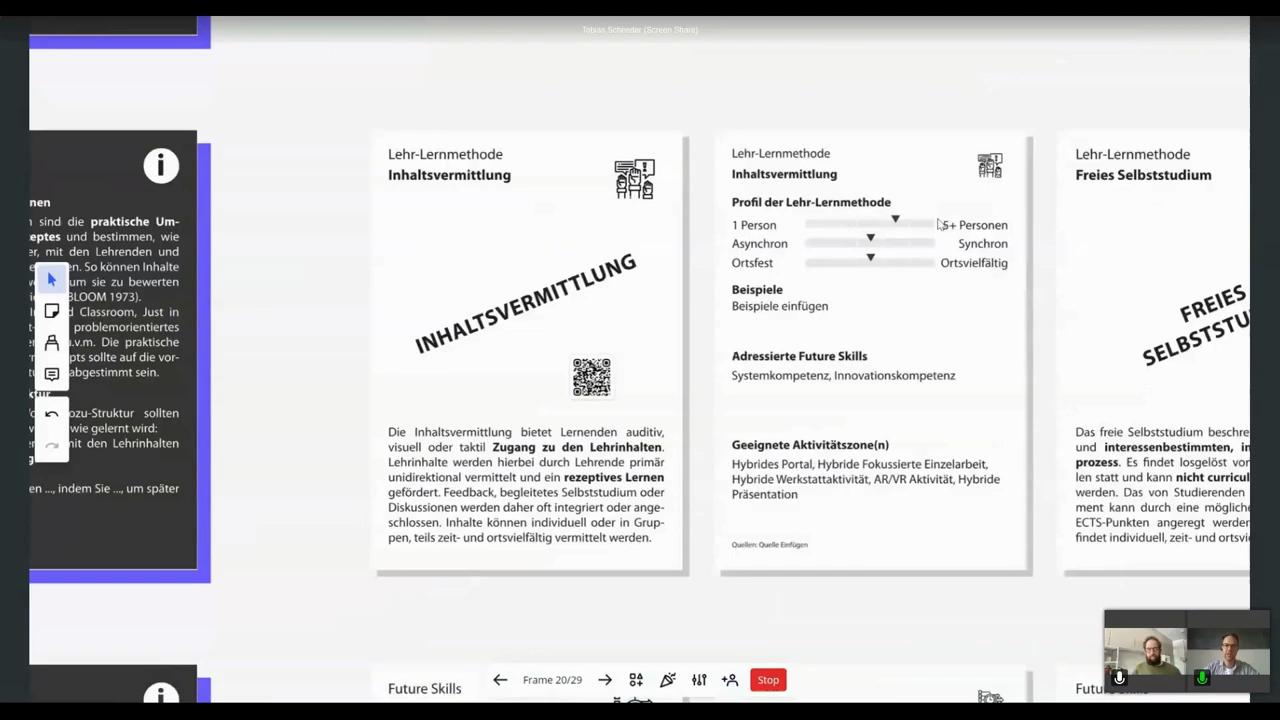 Tobias Schreder (Screen Share)
nen
n sind die praktische Um-
eptes und bestimmen, wie
er, mit den Lehrenden und
en. So können Inhalte
um sie zu bewerten
BLOOM 1973).
d Classroom, Just in
problemorientiertes
u.v.m. Die praktische
pts sollte auf die vor-
abgestimmt sein.
ktur
ozu-Struktur sollten
wie gelernt wird:
mit den Lehrinhalten
en ..., indem Sie ..., um später
Lehr-Lernmethode
Inhaltsvermittlung
INHALTSVERMITTLUNG
Die Inhaltsvermittlung bietet Lernenden auditiv,
visuell oder taktil Zugang zu den Lehrinhalten.
Lehrinhalte werden hierbei durch Lehrende primär
unidirektional vermittelt und ein rezeptives Lernen
gefördert. Feedback, begleitetes Selbststudium oder
Diskussionen werden daher oft integriert oder ange-
schlossen. Inhalte können individuell oder in Grup-
pen, teils zeit- und ortsvielfältig vermittelt werden.
Lehr-Lernmethode
Inhaltsvermittlung
Profil der Lehr-Lernmethode
1 Person 5+ Personen
Asynchron Synchron
Ortsfest Ortsvielfältig
Beispiele
Beispiele einfügen
Adressierte Future Skills
Systemkompetenz, Innovationskompetenz
Geeignete Aktivitätszone(n)
Hybrides Portal, Hybride Fokussierte Einzelarbeit,
Hybride Werkstattaktivität, AR/VR Aktivität, Hybride
Präsentation
Quellen: Quelle Einfügen
Lehr-Lernmethode
Freies Selbststudium
FREIES
SELBSTSTU
Das freie Selbststudium beschre
und interessenbestimmten, in
prozess. Es findet losgelöst vor
len statt und kann nicht curricul
werden. Das von Studierenden
ment kann durch eine möglich
ECTS-Punkten angeregt werde
findet individuell, zeit- und ortsvi
Future Skills
Frame 20/29
Stop